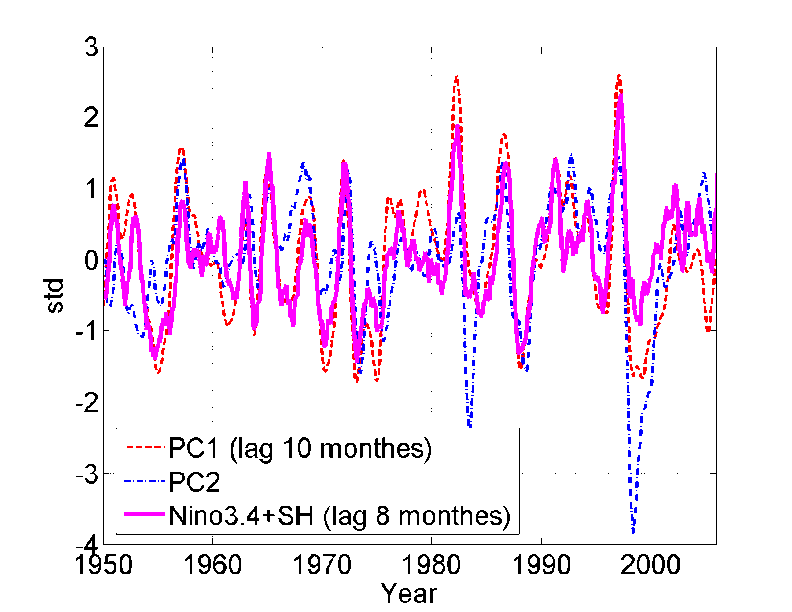 3
2
1
0
-1
-2
-3
-4
std
PC1 (lag 10 monthes)
PC2
Nino3.4+SH (lag 8 monthes)
1950 1960 1970 1980 1990 2000
Year